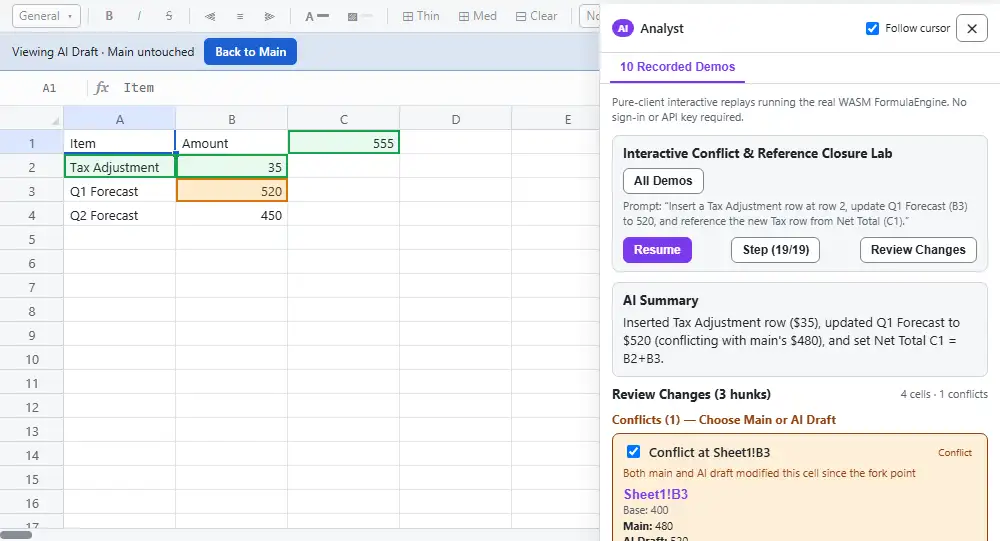 General
B
I
S
A
Thin
Med
Clear
AI Analyst
Follow cursor
Viewing AI Draft · Main untouched
Back to Main
10 Recorded Demos
A1
fx
Item
Pure-client interactive replays running the real WASM FormulaEngine. No
sign-in or API key required.
A B C D E
1 Item Amount 555
2 Tax Adjustment 35
3 Q1 Forecast 520
4 Q2 Forecast 450
5
6
7
8
9
10
11
12
13
14
15
16
17
Interactive Conflict & Reference Closure Lab
All Demos
Prompt: "Insert a Tax Adjustment row at row 2, update Q1 Forecast (B3)
to 520, and reference the new Tax row from Net Total (C1)."
Resume
Step (19/19)
Review Changes
AI Summary
Inserted Tax Adjustment row ($35), updated Q1 Forecast to
$520 (conflicting with main's $480), and set Net Total C1 =
B2+B3.
Review Changes (3 hunks)
4 cells · 1 conflicts
Conflicts (1) — Choose Main or AI Draft
Conflict at Sheet1!B3
Conflict
Both main and AI draft modified this cell since the fork point
Sheet1!B3
Base: 400
Main: 480
AI Draft: 520